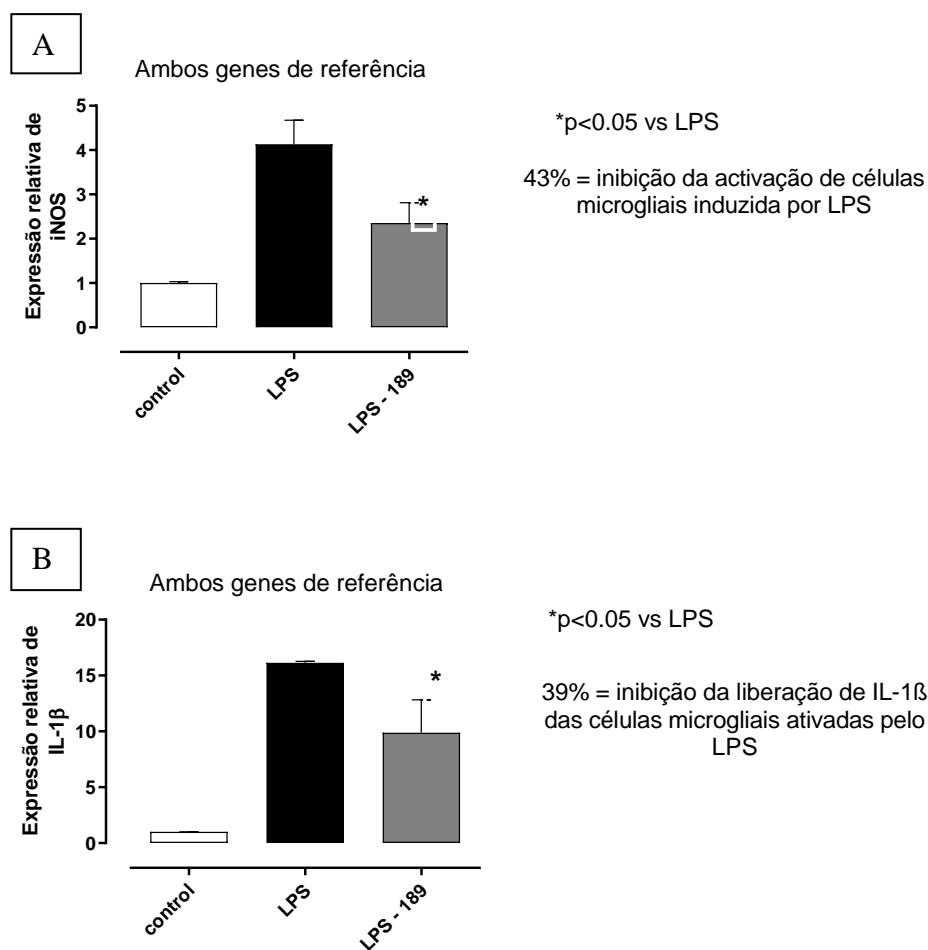 A
Ambos genes de referência
Expressão relativa de
iNOS
5
4
3
2
1
0
*
control
LPS
LPS - 189
*p<0.05 vs LPS
43% = inibição da activação de células
microgliais induzida por LPS
B
Ambos genes de referência
Expressão relativa de
IL-1β
20
15
10
5
0
*
control
LPS
LPS - 189
*p<0.05 vs LPS
39% = inibição da liberação de IL-1ß
das células microgliais ativadas pelo
LPS